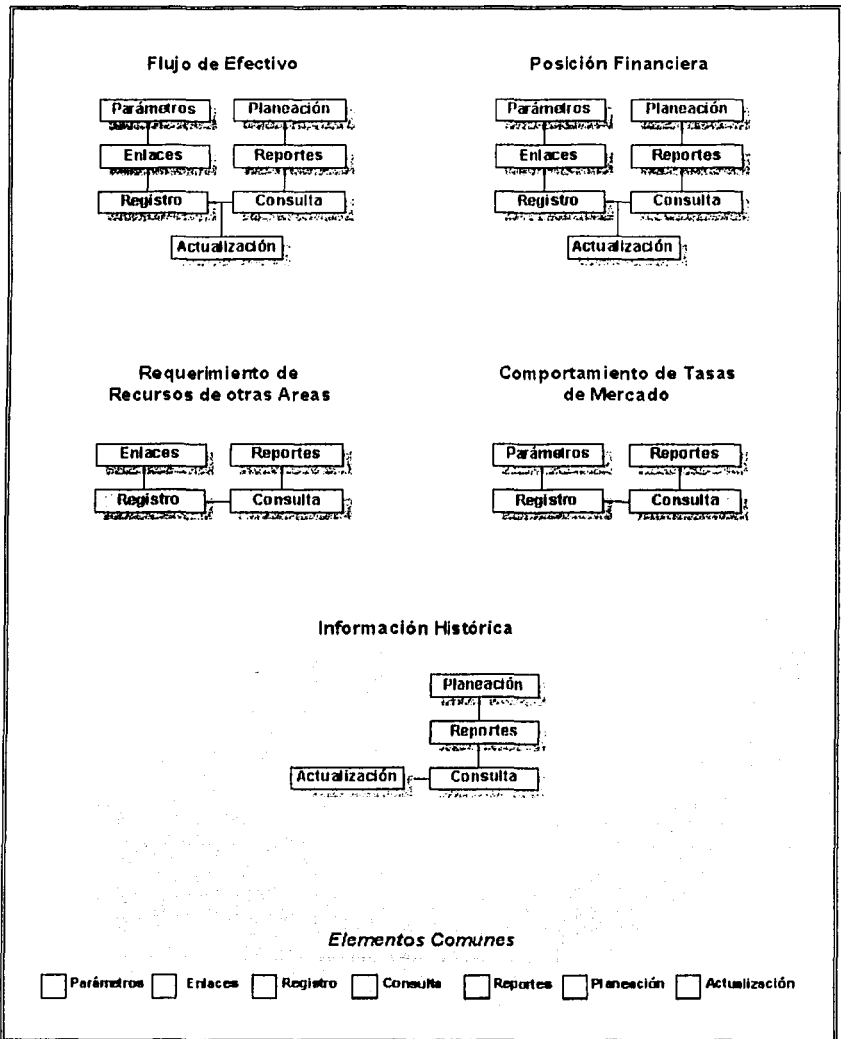 Flujo de Efectivo
Parámetros Planeación
Enlaces Reportes
Registro Consulta
Actualización
Posición Financiera
Parámetros Planeación
Enlaces Reportes
Registro Consulta
Actualización
Requerimiento de
Recursos de otras Areas
Enlaces Reportes
Registro Consulta
Comportamiento de Tasas
de Mercado
Parámetros Reportes
Registro Consulta
Información Histórica
Planeación
Reportes
Actualización Consulta
Elementos Comunes
Parámetros Enlaces Registro Consulta Reportes Planeación Actualización